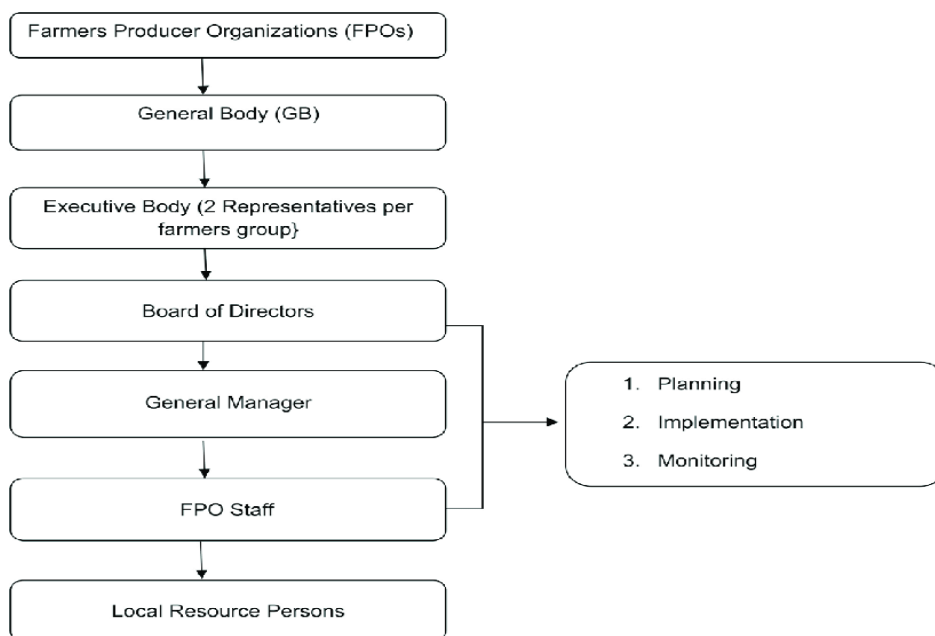 Farmers Producer Organizations (FPOs)
General Body (GB)
Executive Body (2 Representatives per
farmers group}
Board of Directors
General Manager
FPO Staff
Local Resource Persons
1. Planning
2. Implementation
3. Monitoring